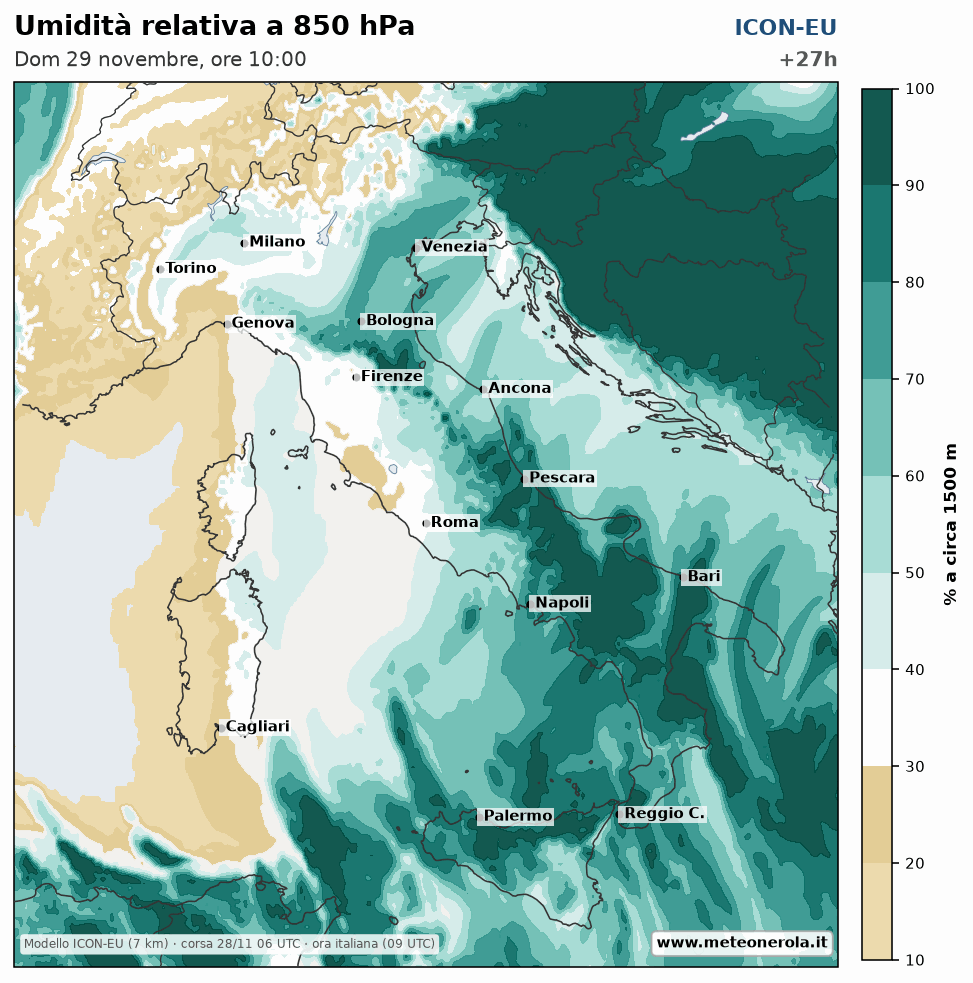 Umidità relativa a 850 hPa
ICON-EU
Dom 29 novembre, ore 10:00
+27h
100
90
80
70
60
50
40
30
20
10
% a circa 1500 m
Milano
Venezia
Torino
Genova
Bologna
Firenze
Ancona
Pescara
Roma
Bari
Napoli
Cagliari
Palermo
Reggio C.
Modello ICON-EU (7 km) · corsa 28/11 06 UTC · ora italiana (09 UTC)
www.meteonerola.it